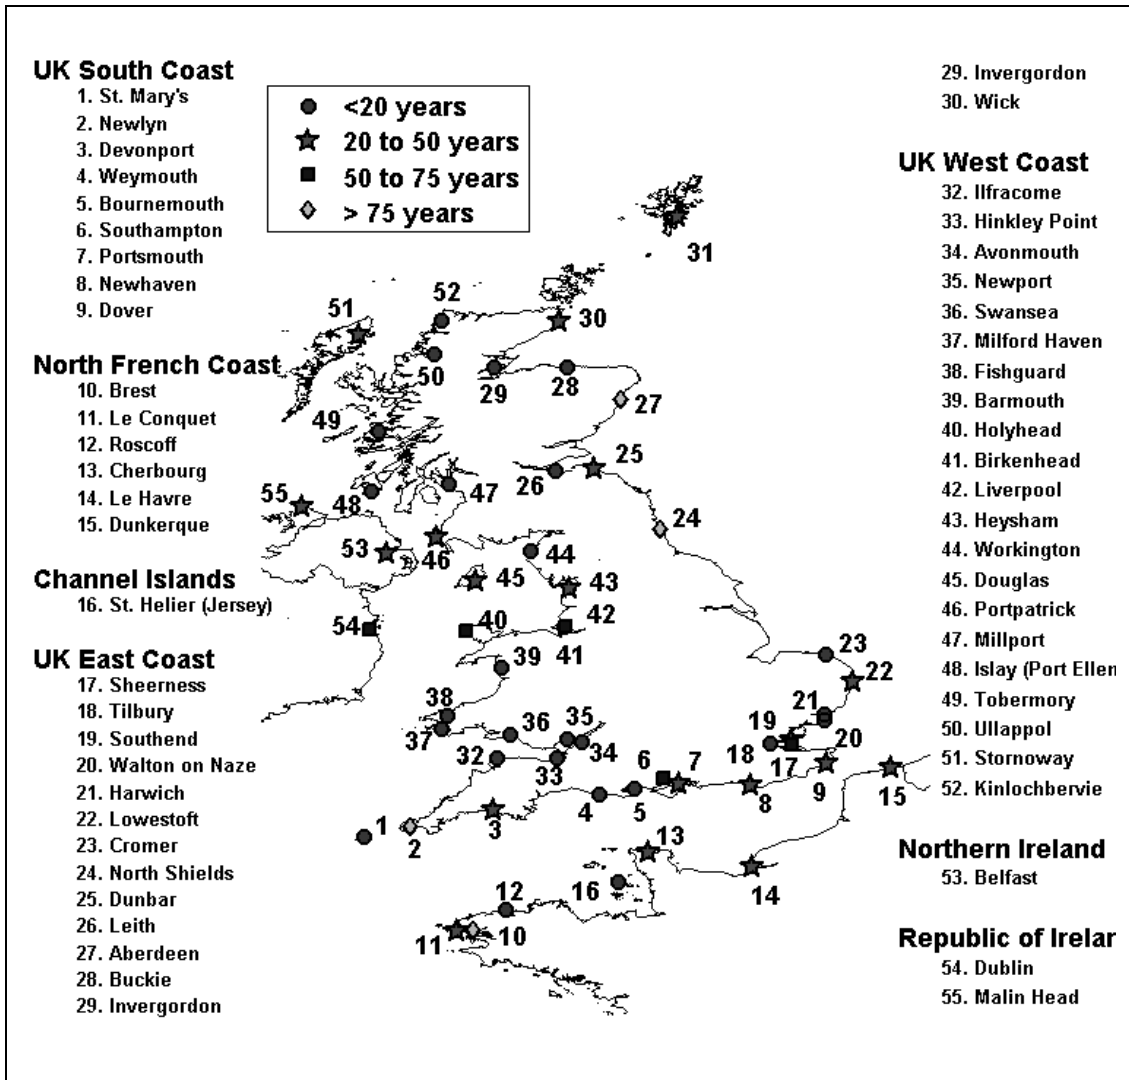 UK South Coast
1. St. Mary's
2. Newlyn
3. Devonport
4. Weymouth
5. Bournemouth
6. Southampton
7. Portsmouth
8. Newhaven
9. Dover
North French Coast
10. Brest
11. Le Conquet
12. Roscoff
13. Cherbourg
14. Le Havre
15. Dunkerque
Channel Islands
16. St. Helier (Jersey)
UK East Coast
17. Sheerness
18. Tilbury
19. Southend
20. Walton on Naze
21. Harwich
22. Lowestoft
23. Cromer
24. North Shields
25. Dunbar
26. Leith
27. Aberdeen
28. Buckie
29. Invergordon
<20 years
20 to 50 years
50 to 75 years
> 75 years
31
52
51
30
50
29
28
27
49
25
26
47
48
55
24
53
46
44
45
43
54
40
42
41
39
23
22
38
37
36
35
34
21
19
20
18
17
32
33
6
7
8
9
15
4
5
3
1
2
13
14
16
12
11
10
29. Invergordon
30. Wick
UK West Coast
32. Ilfracome
33. Hinkley Point
34. Avonmouth
35. Newport
36. Swansea
37. Milford Haven
38. Fishguard
39. Barmouth
40. Holyhead
41. Birkenhead
42. Liverpool
43. Heysham
44. Workington
45. Douglas
46. Portpatrick
47. Millport
48. Islay (Port Ellen
49. Tobermory
50. Ullappol
51. Stornoway
52. Kinlochbervie
Northern Ireland
53. Belfast
Republic of Irelar
54. Dublin
55. Malin Head